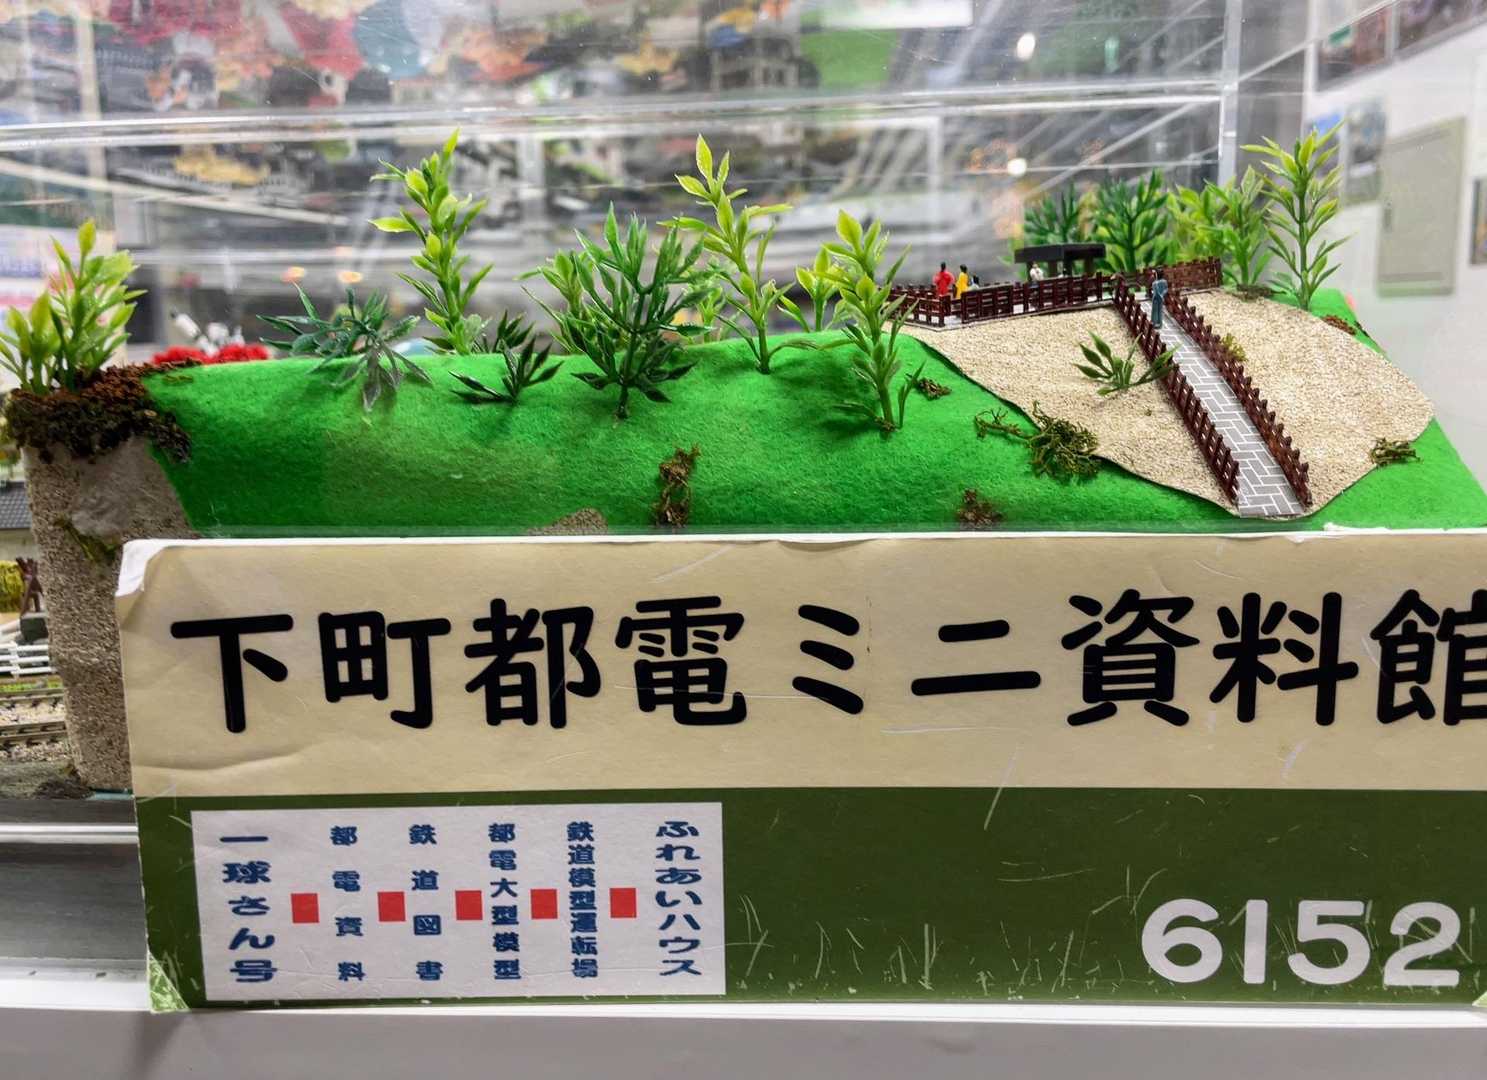 下町都電ミニ資料館
一球さん号
都電資料
鉄道図書
都電大型模型
鉄道模型運転場
ふれあいハウス
6152